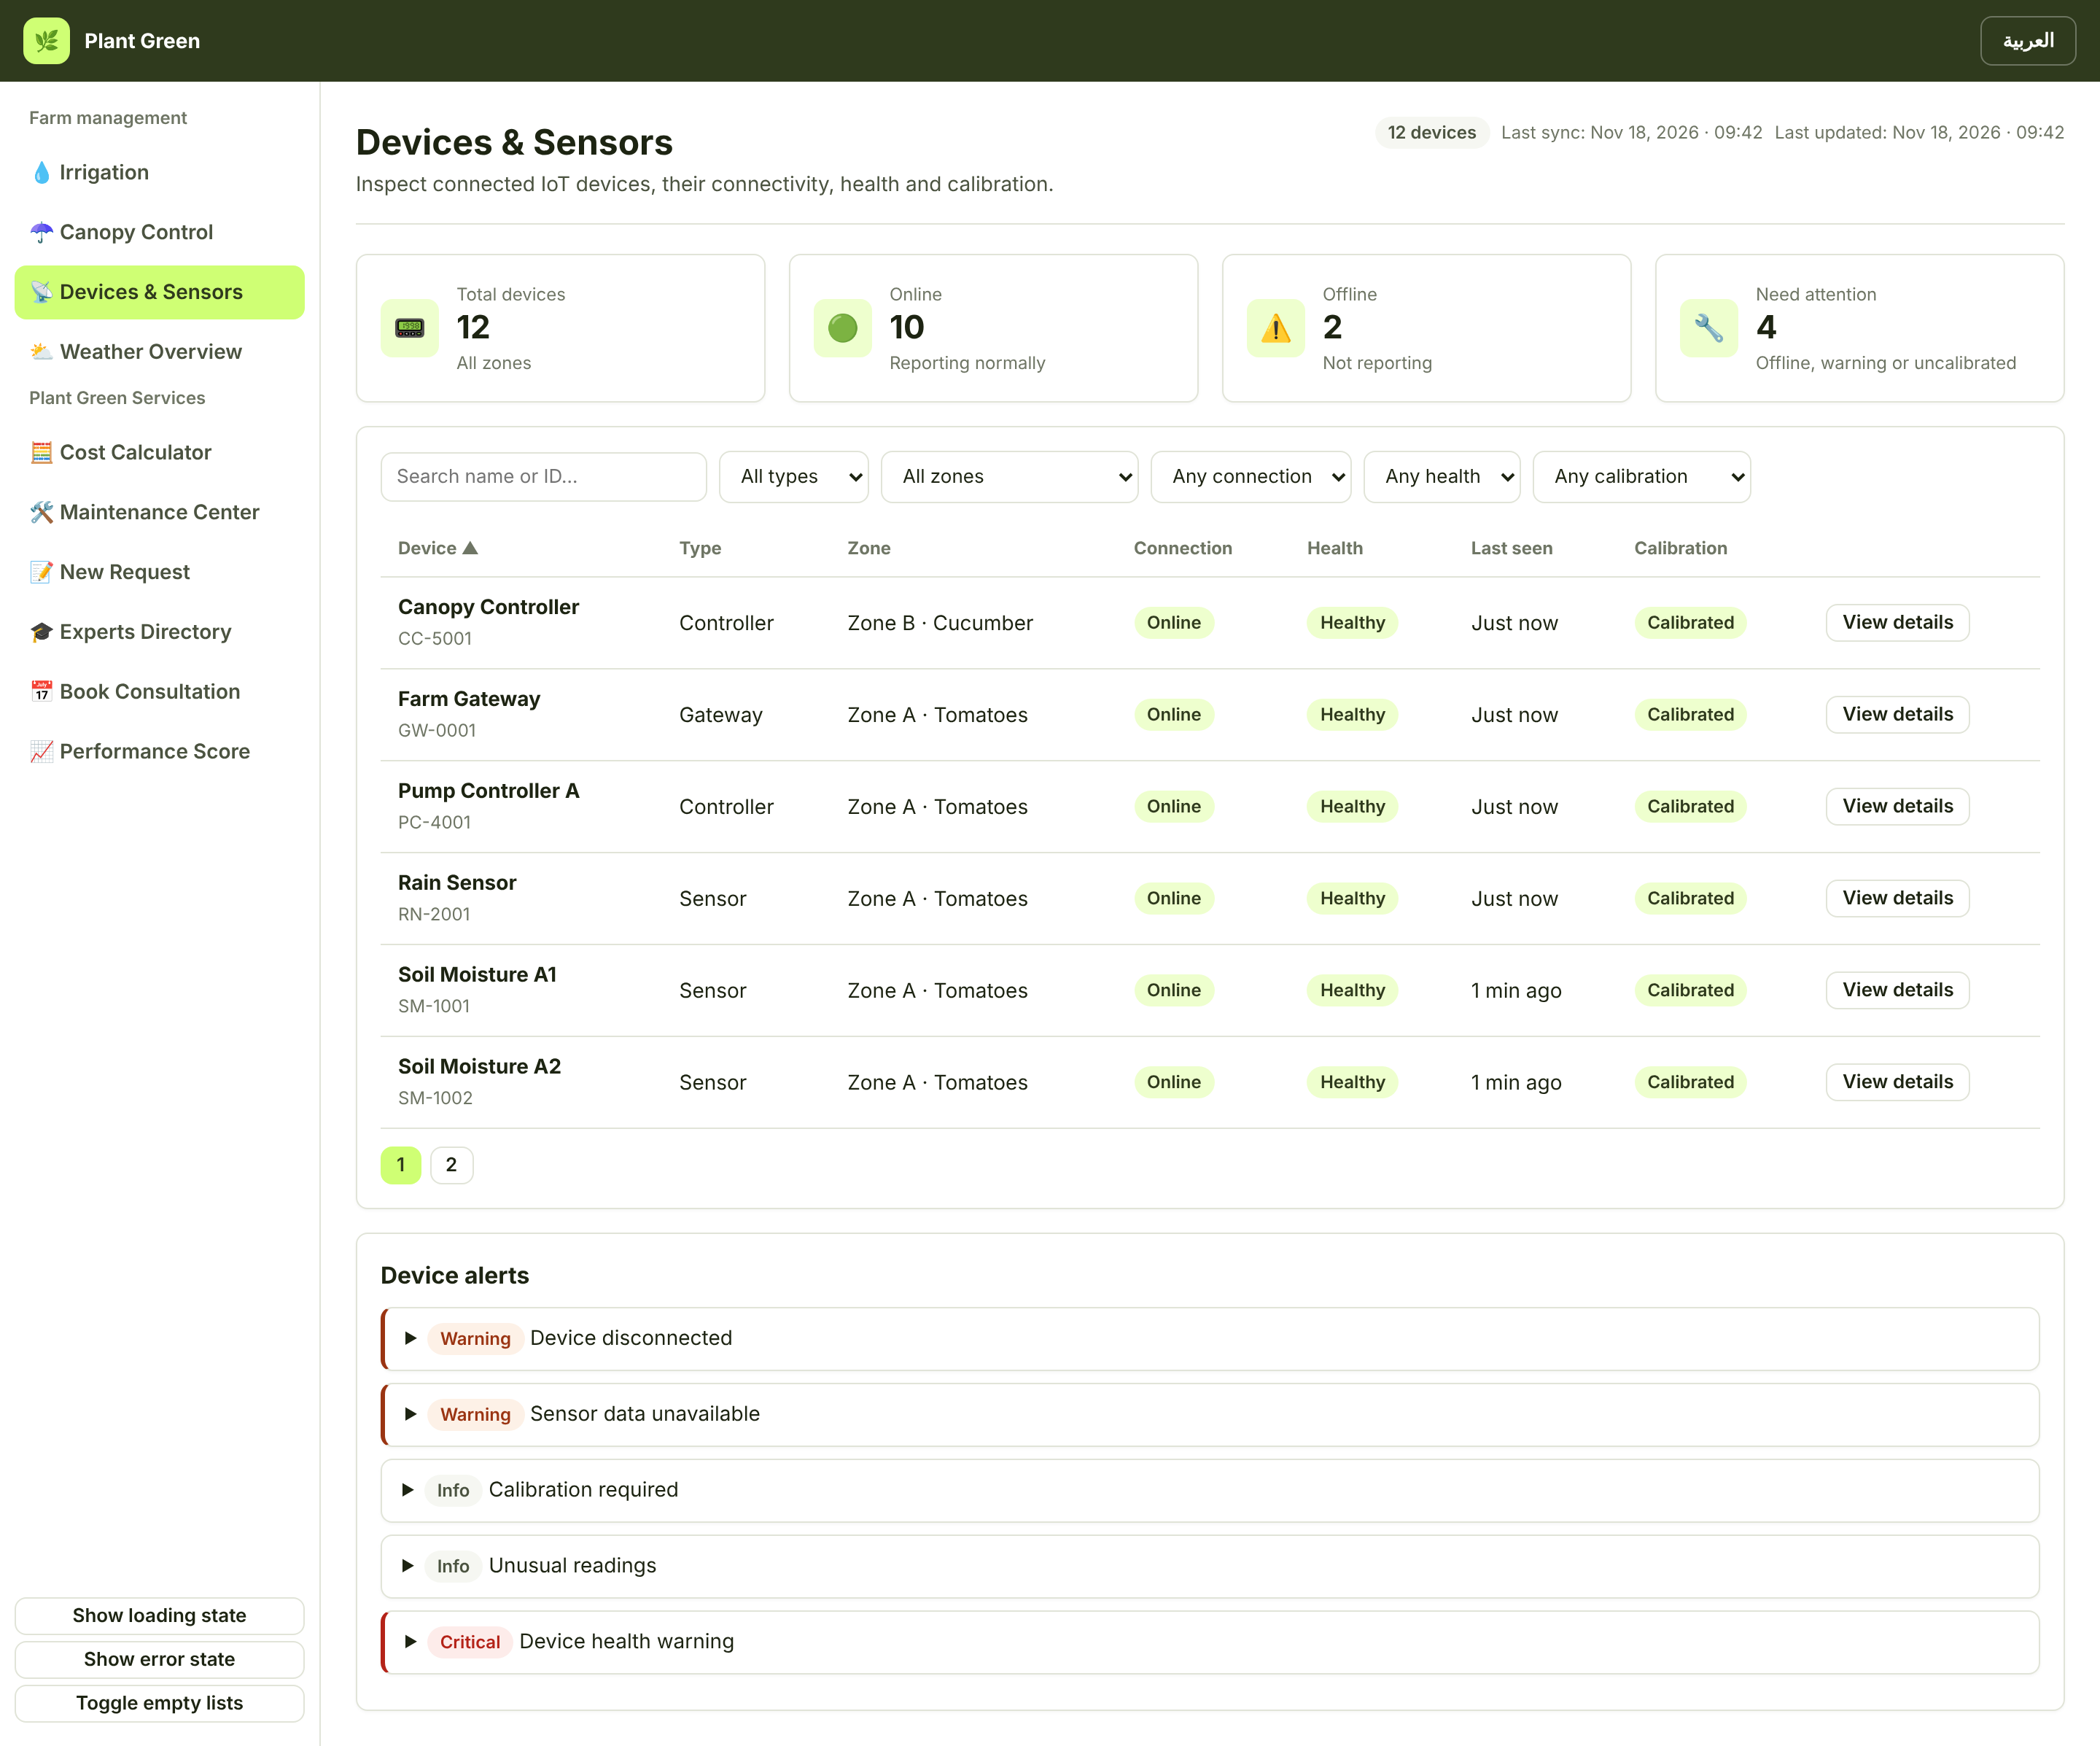 Plant Green
العربية
Farm management
Irrigation
Canopy Control
Devices & Sensors
Weather Overview
Plant Green Services
Cost Calculator
Maintenance Center
New Request
Experts Directory
Book Consultation
Performance Score
Show loading state
Show error state
Toggle empty lists
Devices & Sensors
12 devices Last sync: Nov 18, 2026 · 09:42 Last updated: Nov 18, 2026 · 09:42
Inspect connected IoT devices, their connectivity, health and calibration.
Total devices
12
All zones
Online
10
Reporting normally
Offline
2
Not reporting
Need attention
4
Offline, warning or uncalibrated
Search name or ID... All types All zones Any connection Any health Any calibration
Device ▲ Type Zone Connection Health Last seen Calibration
Canopy Controller
CC-5001
Controller Zone B · Cucumber Online Healthy Just now Calibrated View details
Farm Gateway
GW-0001
Gateway Zone A · Tomatoes Online Healthy Just now Calibrated View details
Pump Controller A
PC-4001
Controller Zone A · Tomatoes Online Healthy Just now Calibrated View details
Rain Sensor
RN-2001
Sensor Zone A · Tomatoes Online Healthy Just now Calibrated View details
Soil Moisture A1
SM-1001
Sensor Zone A · Tomatoes Online Healthy 1 min ago Calibrated View details
Soil Moisture A2
SM-1002
Sensor Zone A · Tomatoes Online Healthy 1 min ago Calibrated View details
1 2
Device alerts
Warning Device disconnected
Warning Sensor data unavailable
Info Calibration required
Info Unusual readings
Critical Device health warning